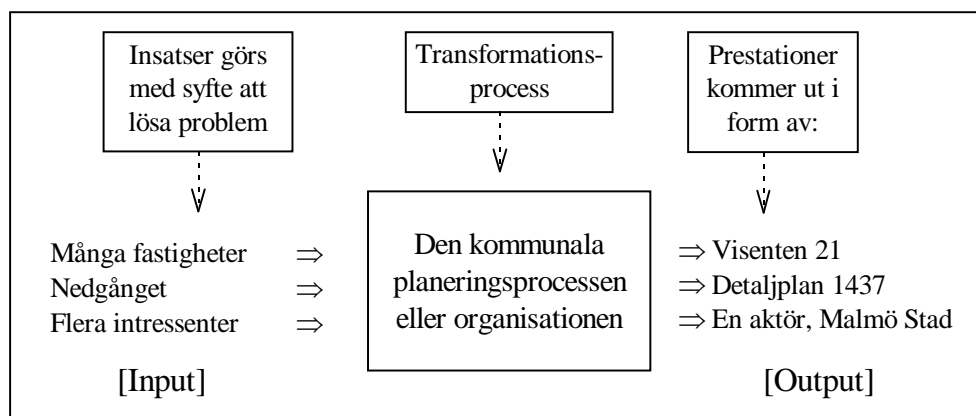 Insatser görs
med syfte att
lösa problem
Transformations-
process
Prestationer
kommer ut i
form av:
Många fastigheter ⇒
Nedgånget ⇒
Flera intressenter ⇒
Den kommunala
planeringsprocessen
eller organisationen
⇒ Visenten 21
⇒ Detaljplan 1437
⇒ En aktör, Malmö Stad
[Input]
[Output]